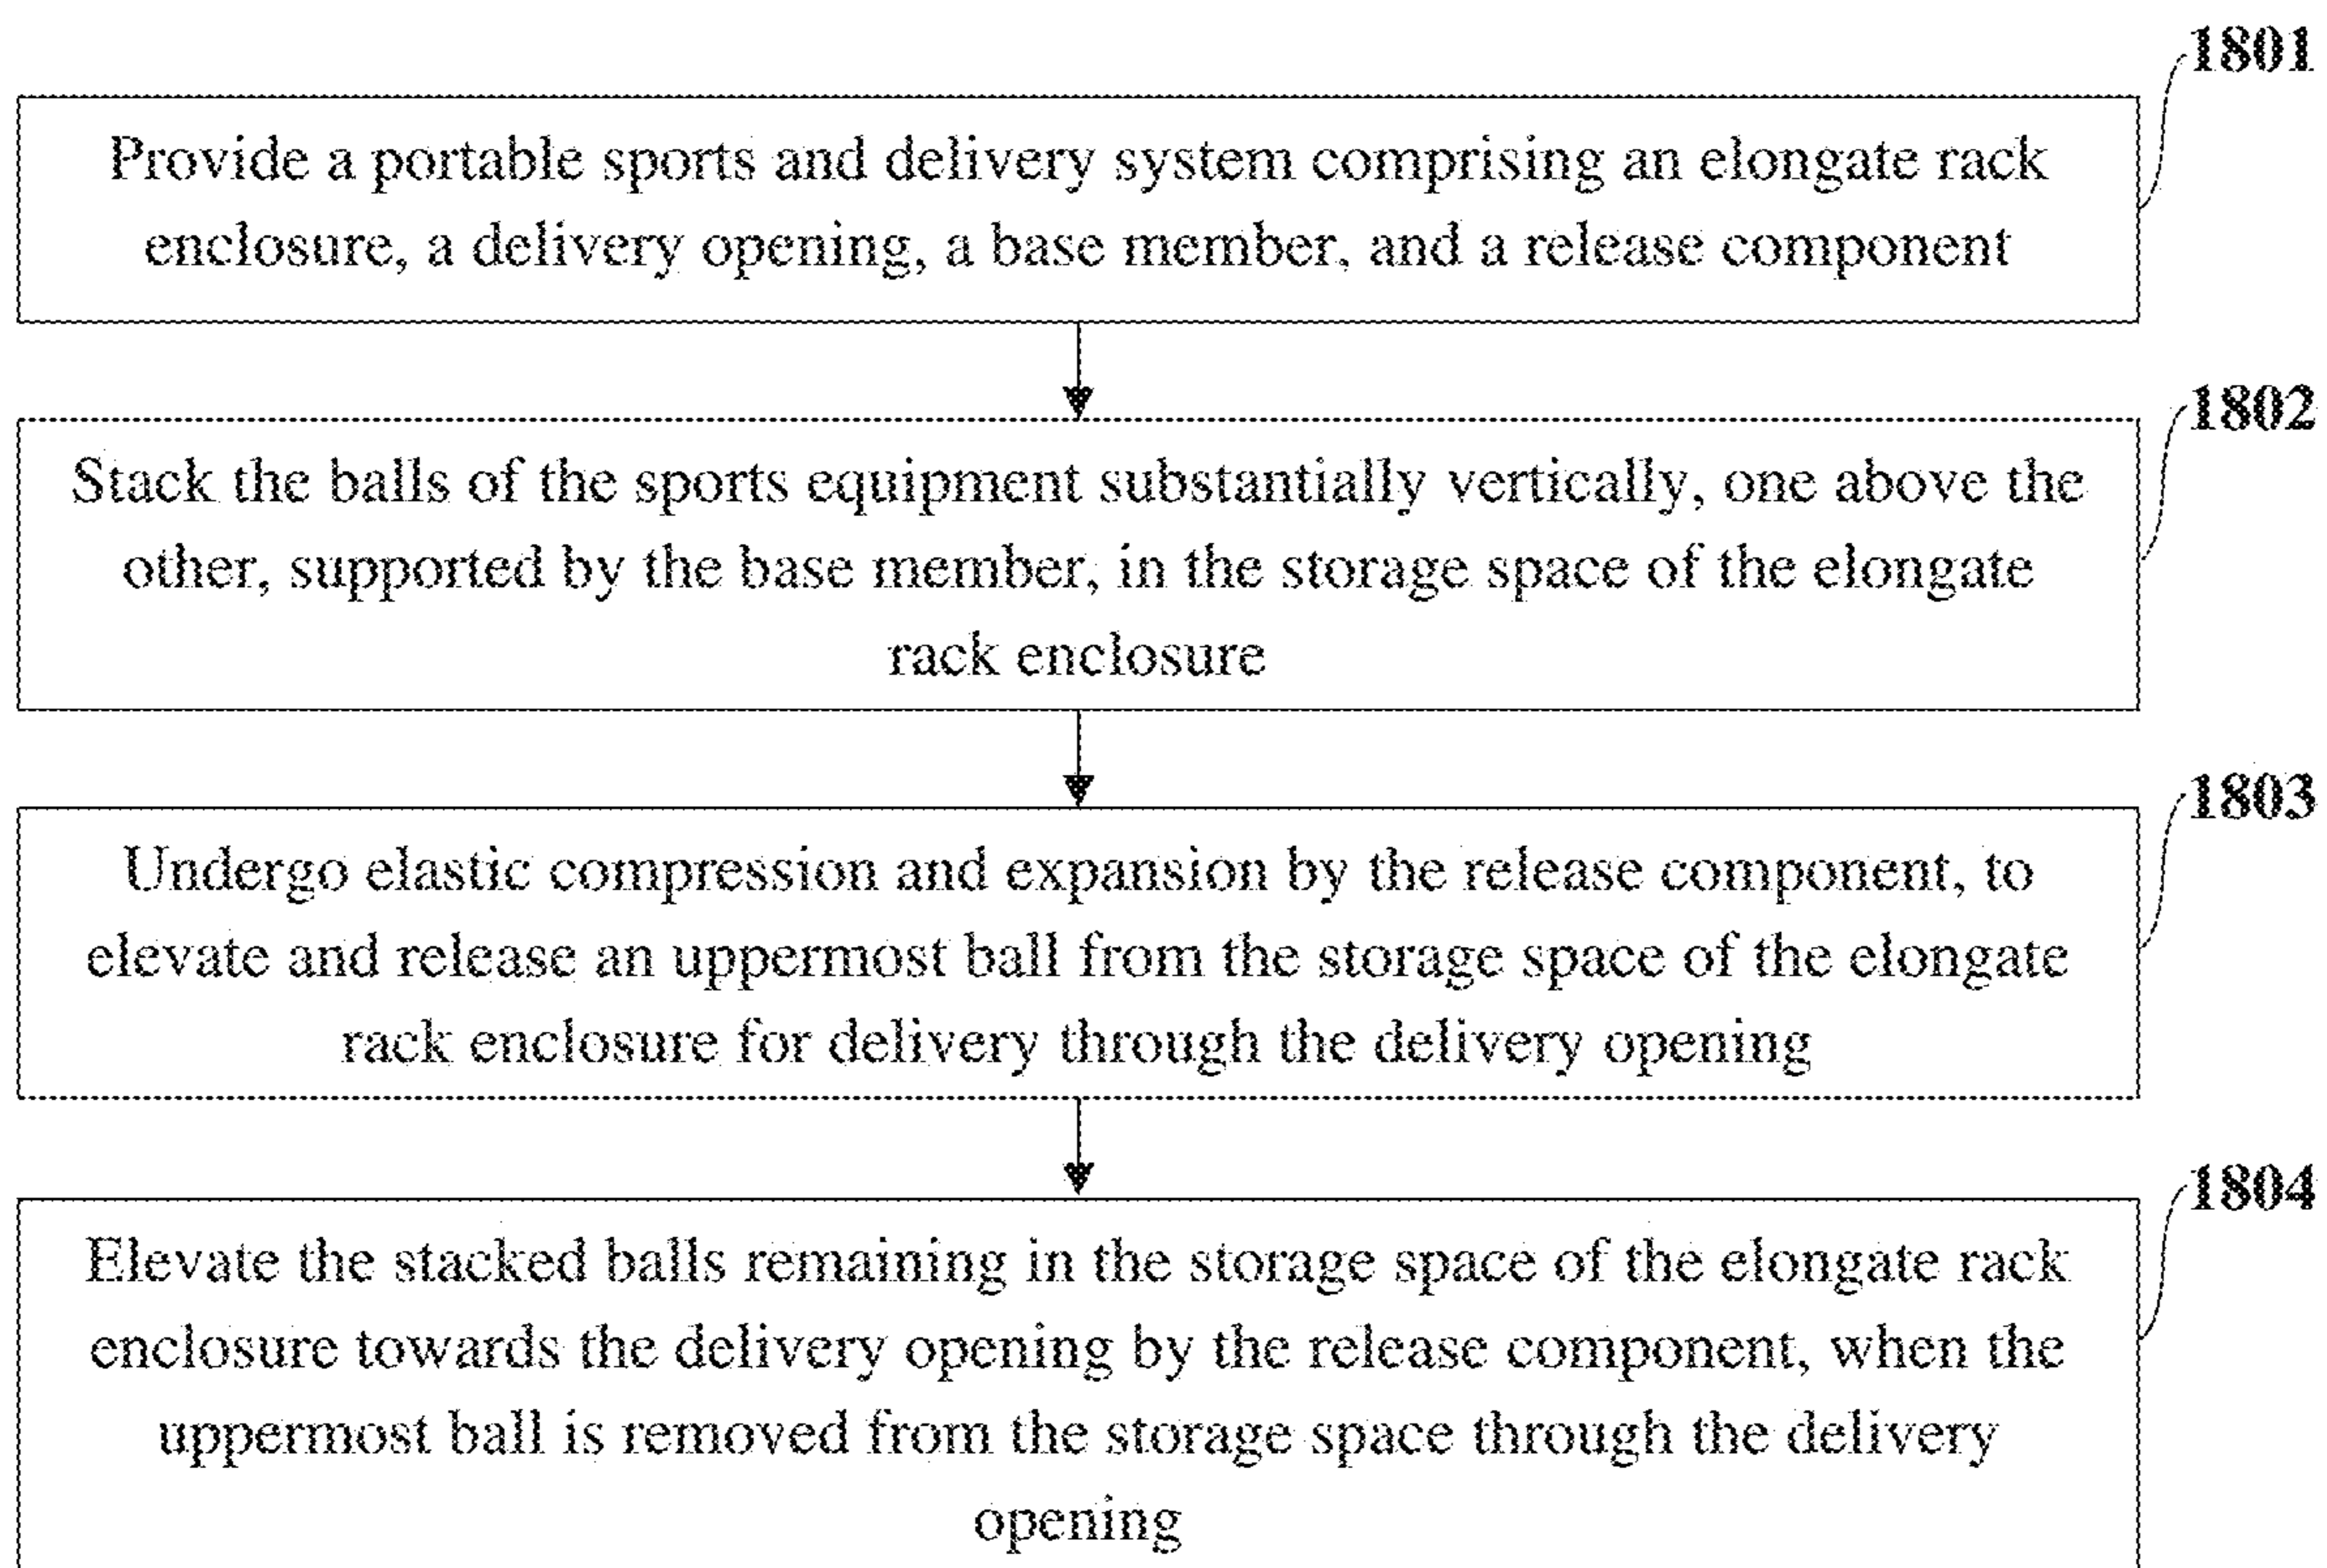 1801
Provide a portable sports and delivery system comprising an elongate rack
enclosure, a delivery opening, a base member, and a release component
1802
Stack the balls of the sports equipment substantially vertically, one above the
other, supported by the base member, in the storage space of the elongate
rack enclosure
1803
Undergo elastic compression and expansion by the release component, to
elevate and release an uppermost ball from the storage space of the elongate
rack enclosure for delivery through the delivery opening
1804
Elevate the stacked balls remaining in the storage space of the elongate rack
enclosure towards the delivery opening by the release component, when the
uppermost ball is removed from the storage space through the delivery
opening